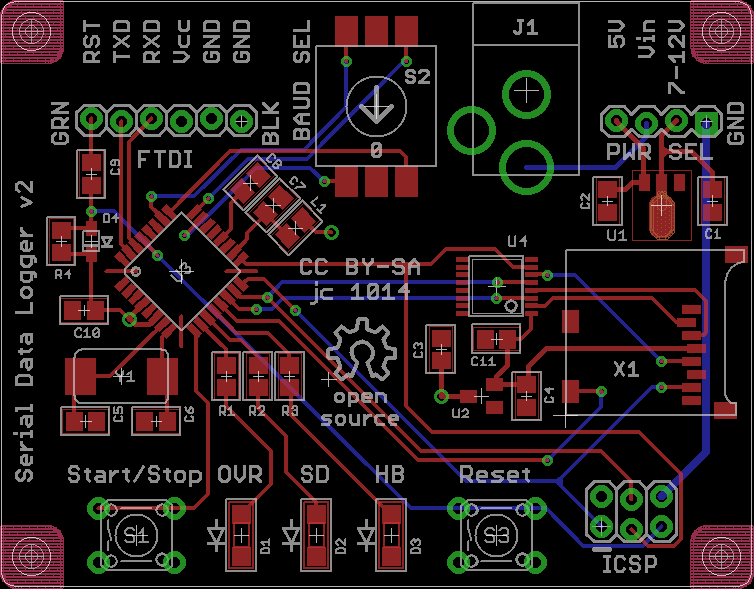 RST
TXD
RXD
Vcc
GND
GND
SEL
S2
J1
5V
Vin
7-12V
GRN
BLK
BAUD
0
GND
FTDI
PWR SEL
C9
C8
C7
L1
C2
U1
C1
D4
R4
U3
U4
CC BY-SA
jc 1014
C10
Serial Data Logger v2
C3
C11
X1
Y1
R1
R2
R3
open
source
U2
C4
C5
C6
Start/Stop
OVR
SD
HB
Reset
S1
D1
D2
D3
S3
ICSP